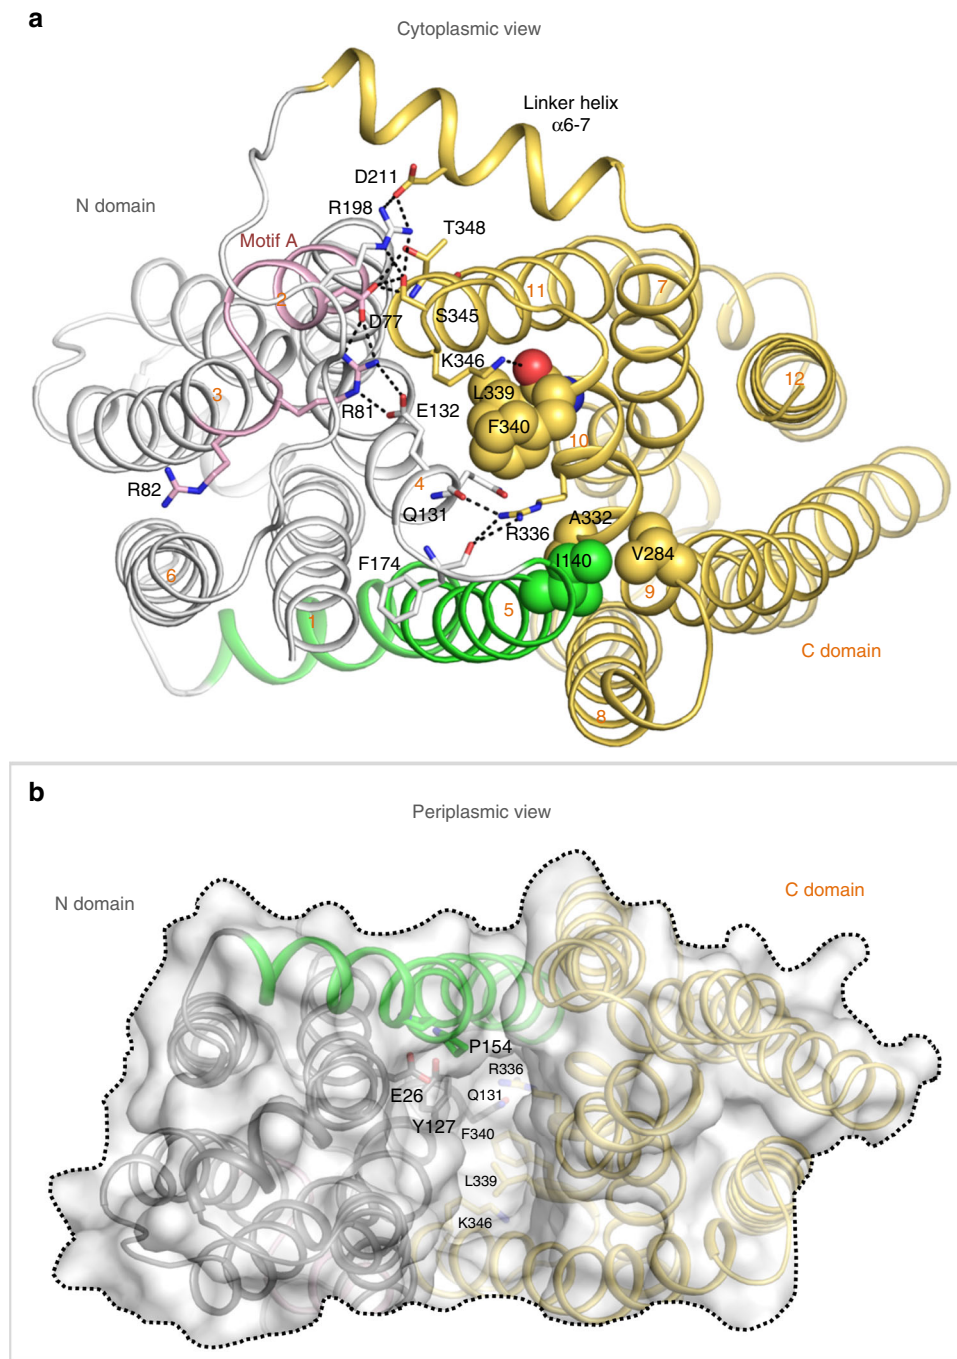 a
Cytoplasmic view
Linker helix
α6-7
D211
N domain
R198
T348
Motif A
2
11
7
D77
S345
K346
12
3
L339
R81
E132
F340
10
4
R82
Q131
R336
A332
F174
I140
V284
6
5
9
1
C domain
8
b
Periplasmic view
N domain
C domain
P154
R336
E26
Q131
Y127
F340
L339
K346